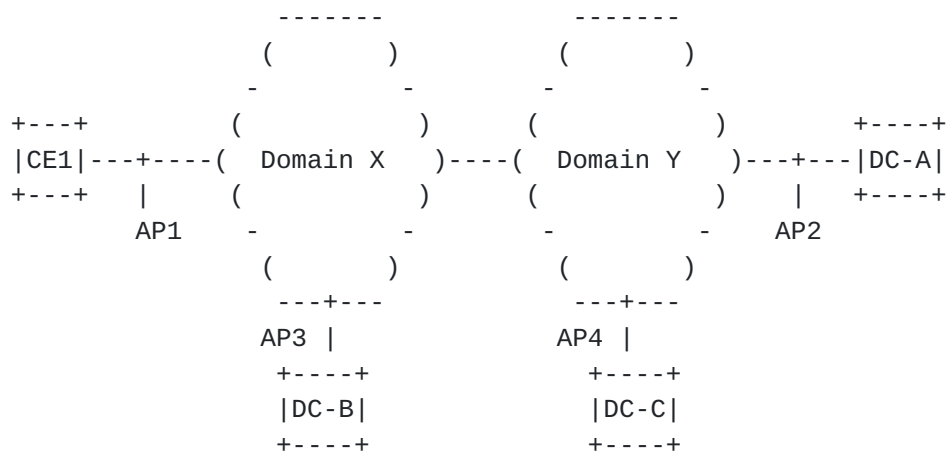 -------            -------
                (       )          (       )
               -         -        -         -
+---+         (           )      (           )        +----+
|CE1|---+----(  Domain X   )----(  Domain Y   )---+---|DC-A|
+---+   |     (           )      (           )    |   +----+
       AP1     -         -        -         -    AP2
                (       )          (       )
                 ---+---            ---+---
                AP3 |              AP4 |
                 +----+              +----+
                 |DC-B|              |DC-C|
                 +----+              +----+